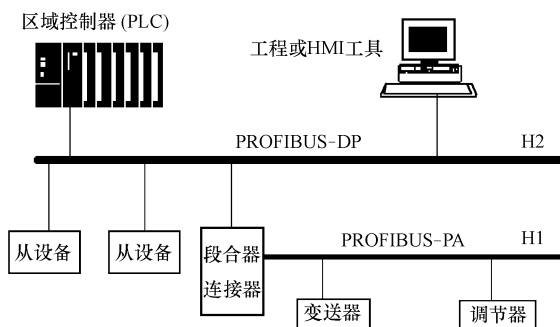 区域控制器 (PLC)
工程或HMI工具
PROFIBUS-DP
H2
从设备
从设备
段合器
连接器
PROFIBUS-PA
H1
变送器
调节器